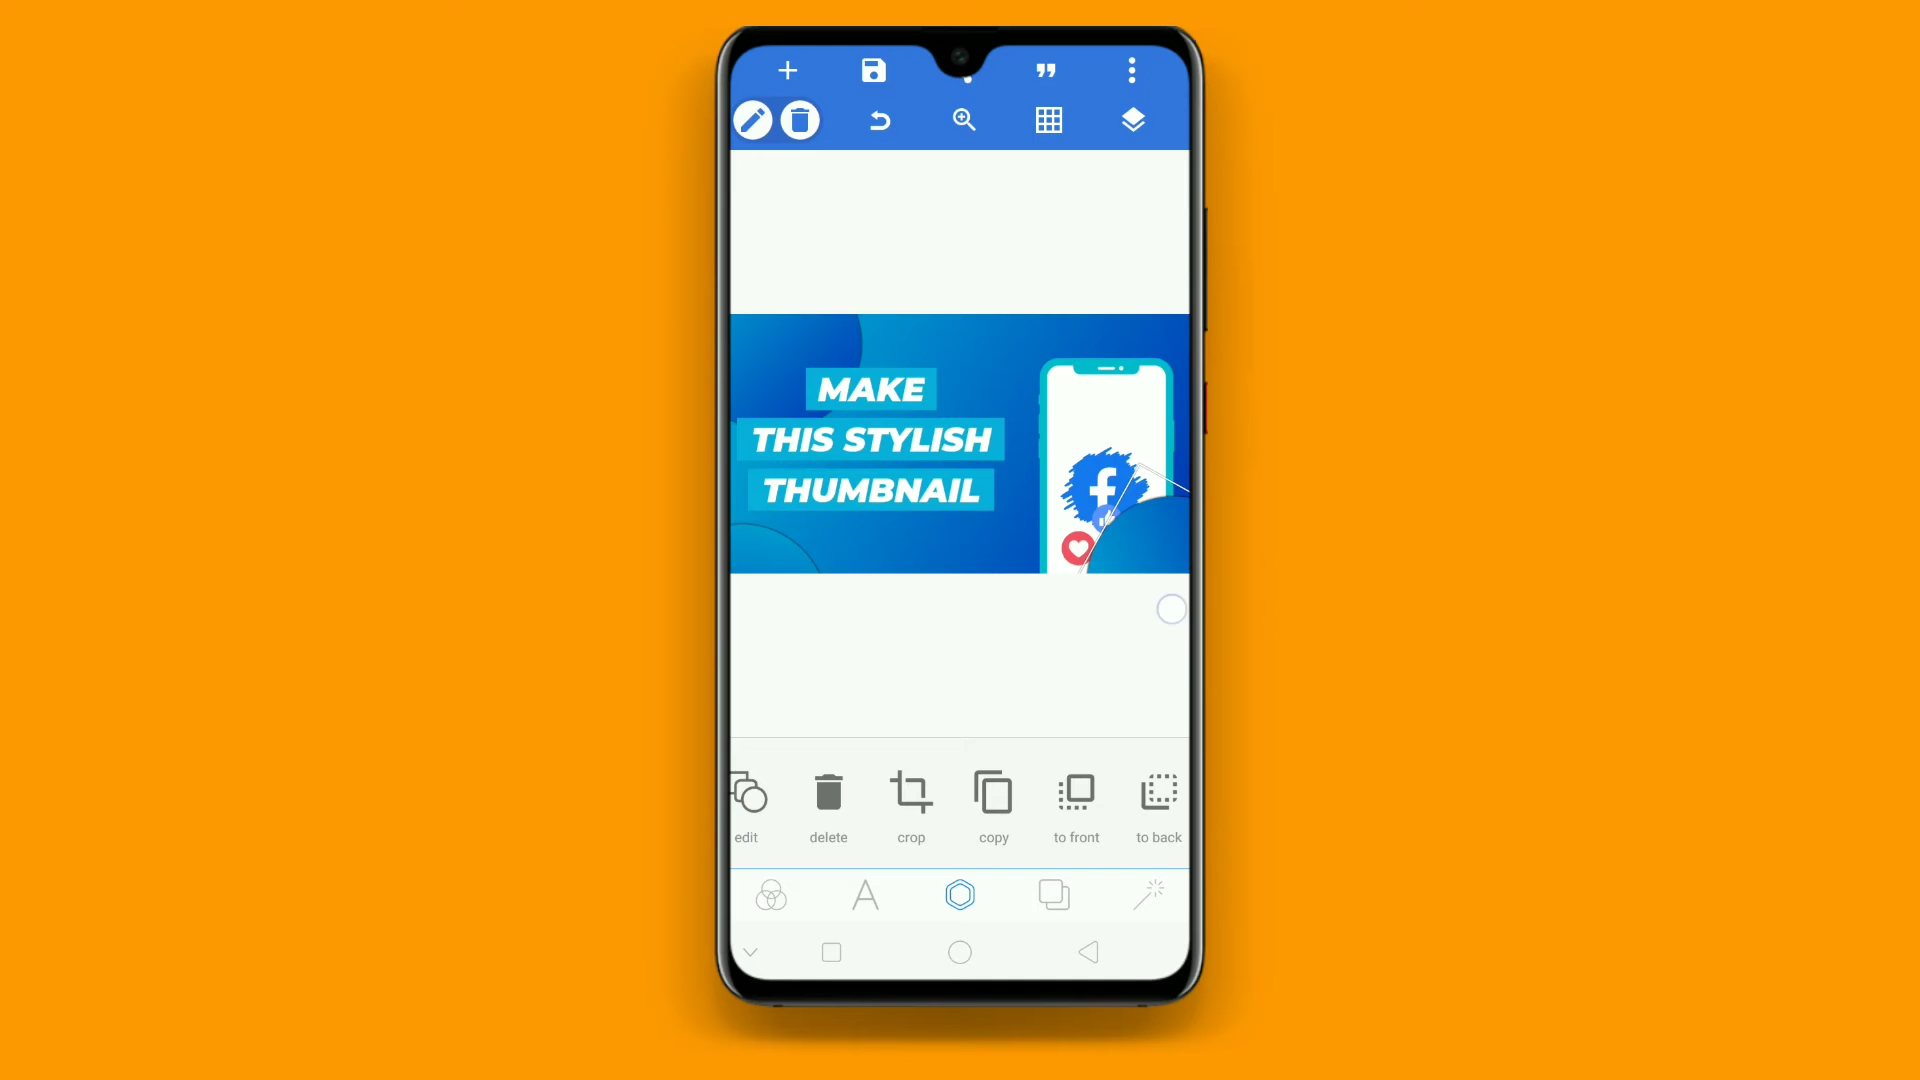 MAKE
THIS STYLISH
THUMBNAIL
edit
delete
crop
copy
to front
to back